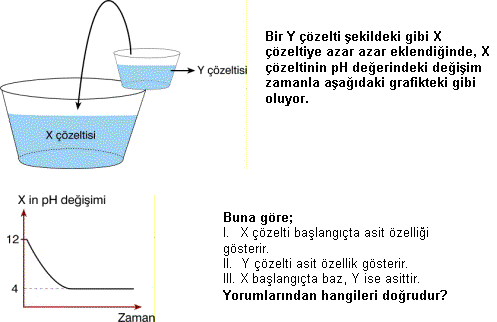 Y çözeltisi
X çözeltisi
Bir Y çözelti şekildeki gibi X
çözeltiye azar azar eklendiğinde, X
çözeltinin pH değerindeki değişim
zamanla aşağıdaki grafikteki gibi
oluyor.
X in pH değişimi
12
4
Zaman
Buna göre;
I. X çözelti başlangıçta asit özelliği
gösterir.
II. Y çözelti asit özellik gösterir.
III. X başlangıçta baz, Y ise asittir.
Yorumlarından hangileri doğrudur?